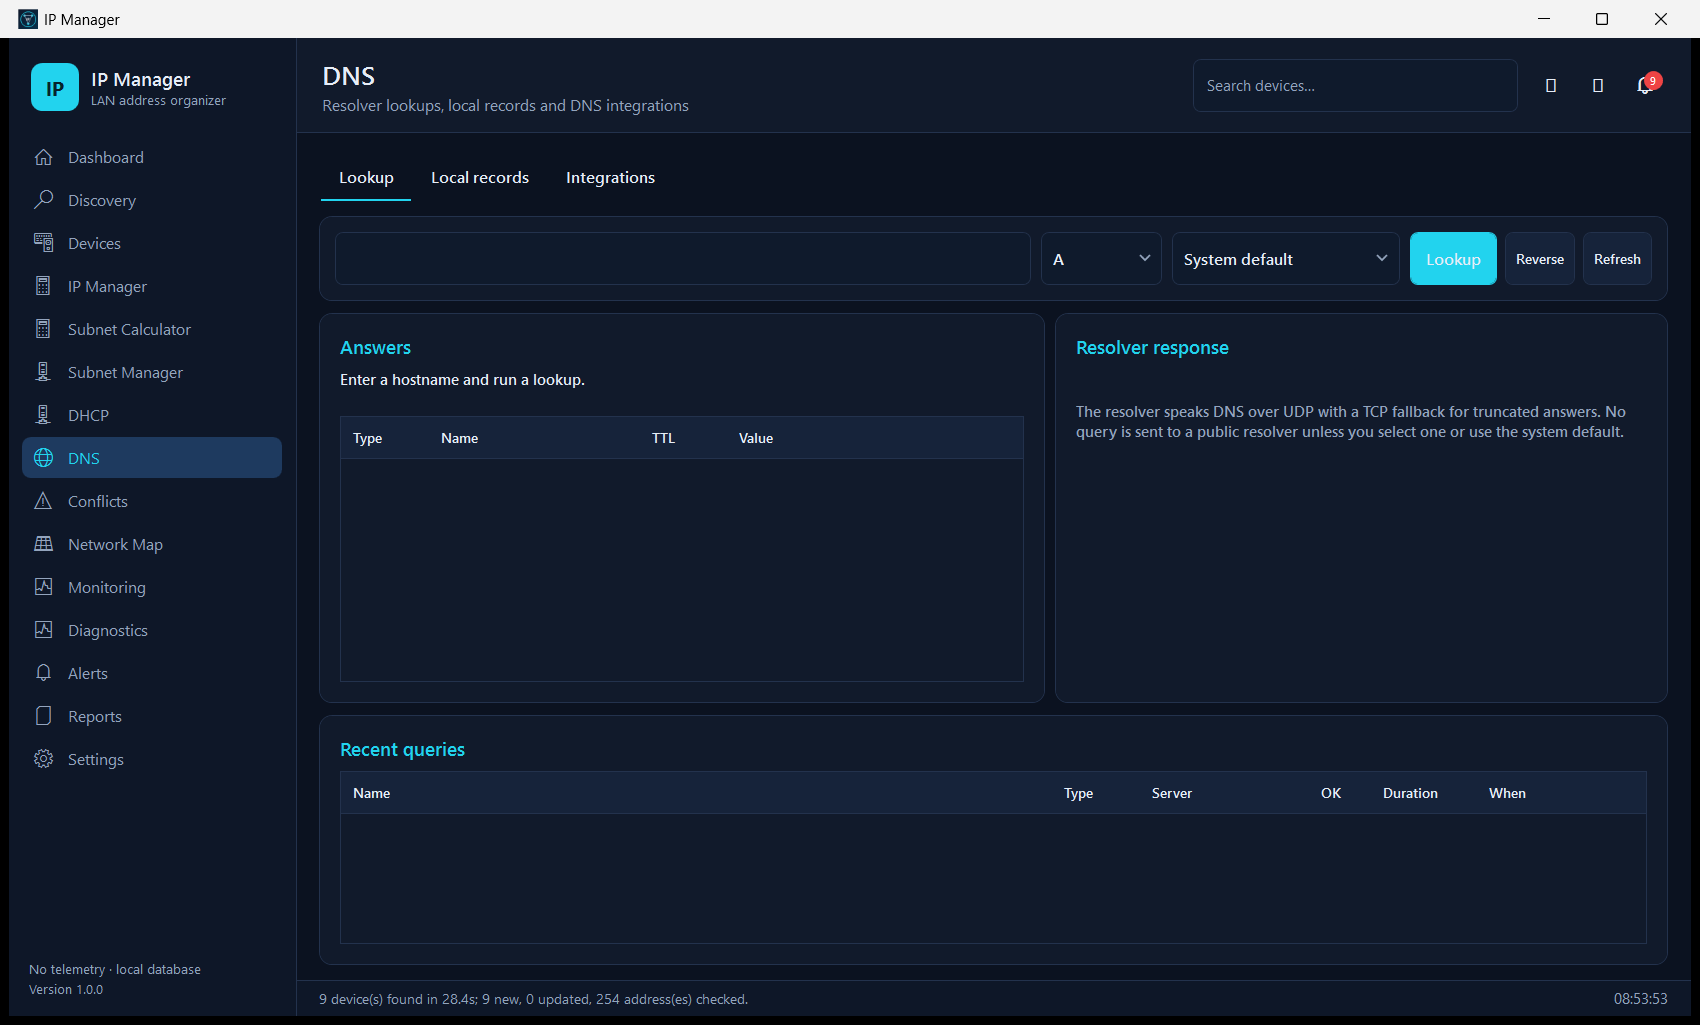 IP Manager
IP
IP Manager
LAN address organizer
Dashboard
Discovery
Devices
IP Manager
Subnet Calculator
Subnet Manager
DHCP
DNS
Conflicts
Network Map
Monitoring
Diagnostics
Alerts
Reports
Settings
No telemetry · local database
Version 1.0.0
DNS
Resolver lookups, local records and DNS integrations
Search devices...
9
Lookup Local records Integrations
A System default Lookup Reverse Refresh
Answers
Enter a hostname and run a lookup.
Type Name TTL Value
Resolver response
The resolver speaks DNS over UDP with a TCP fallback for truncated answers. No
query is sent to a public resolver unless you select one or use the system default.
Recent queries
Name Type Server OK Duration When
9 device(s) found in 28.4s; 9 new, 0 updated, 254 address(es) checked.
08:53:53